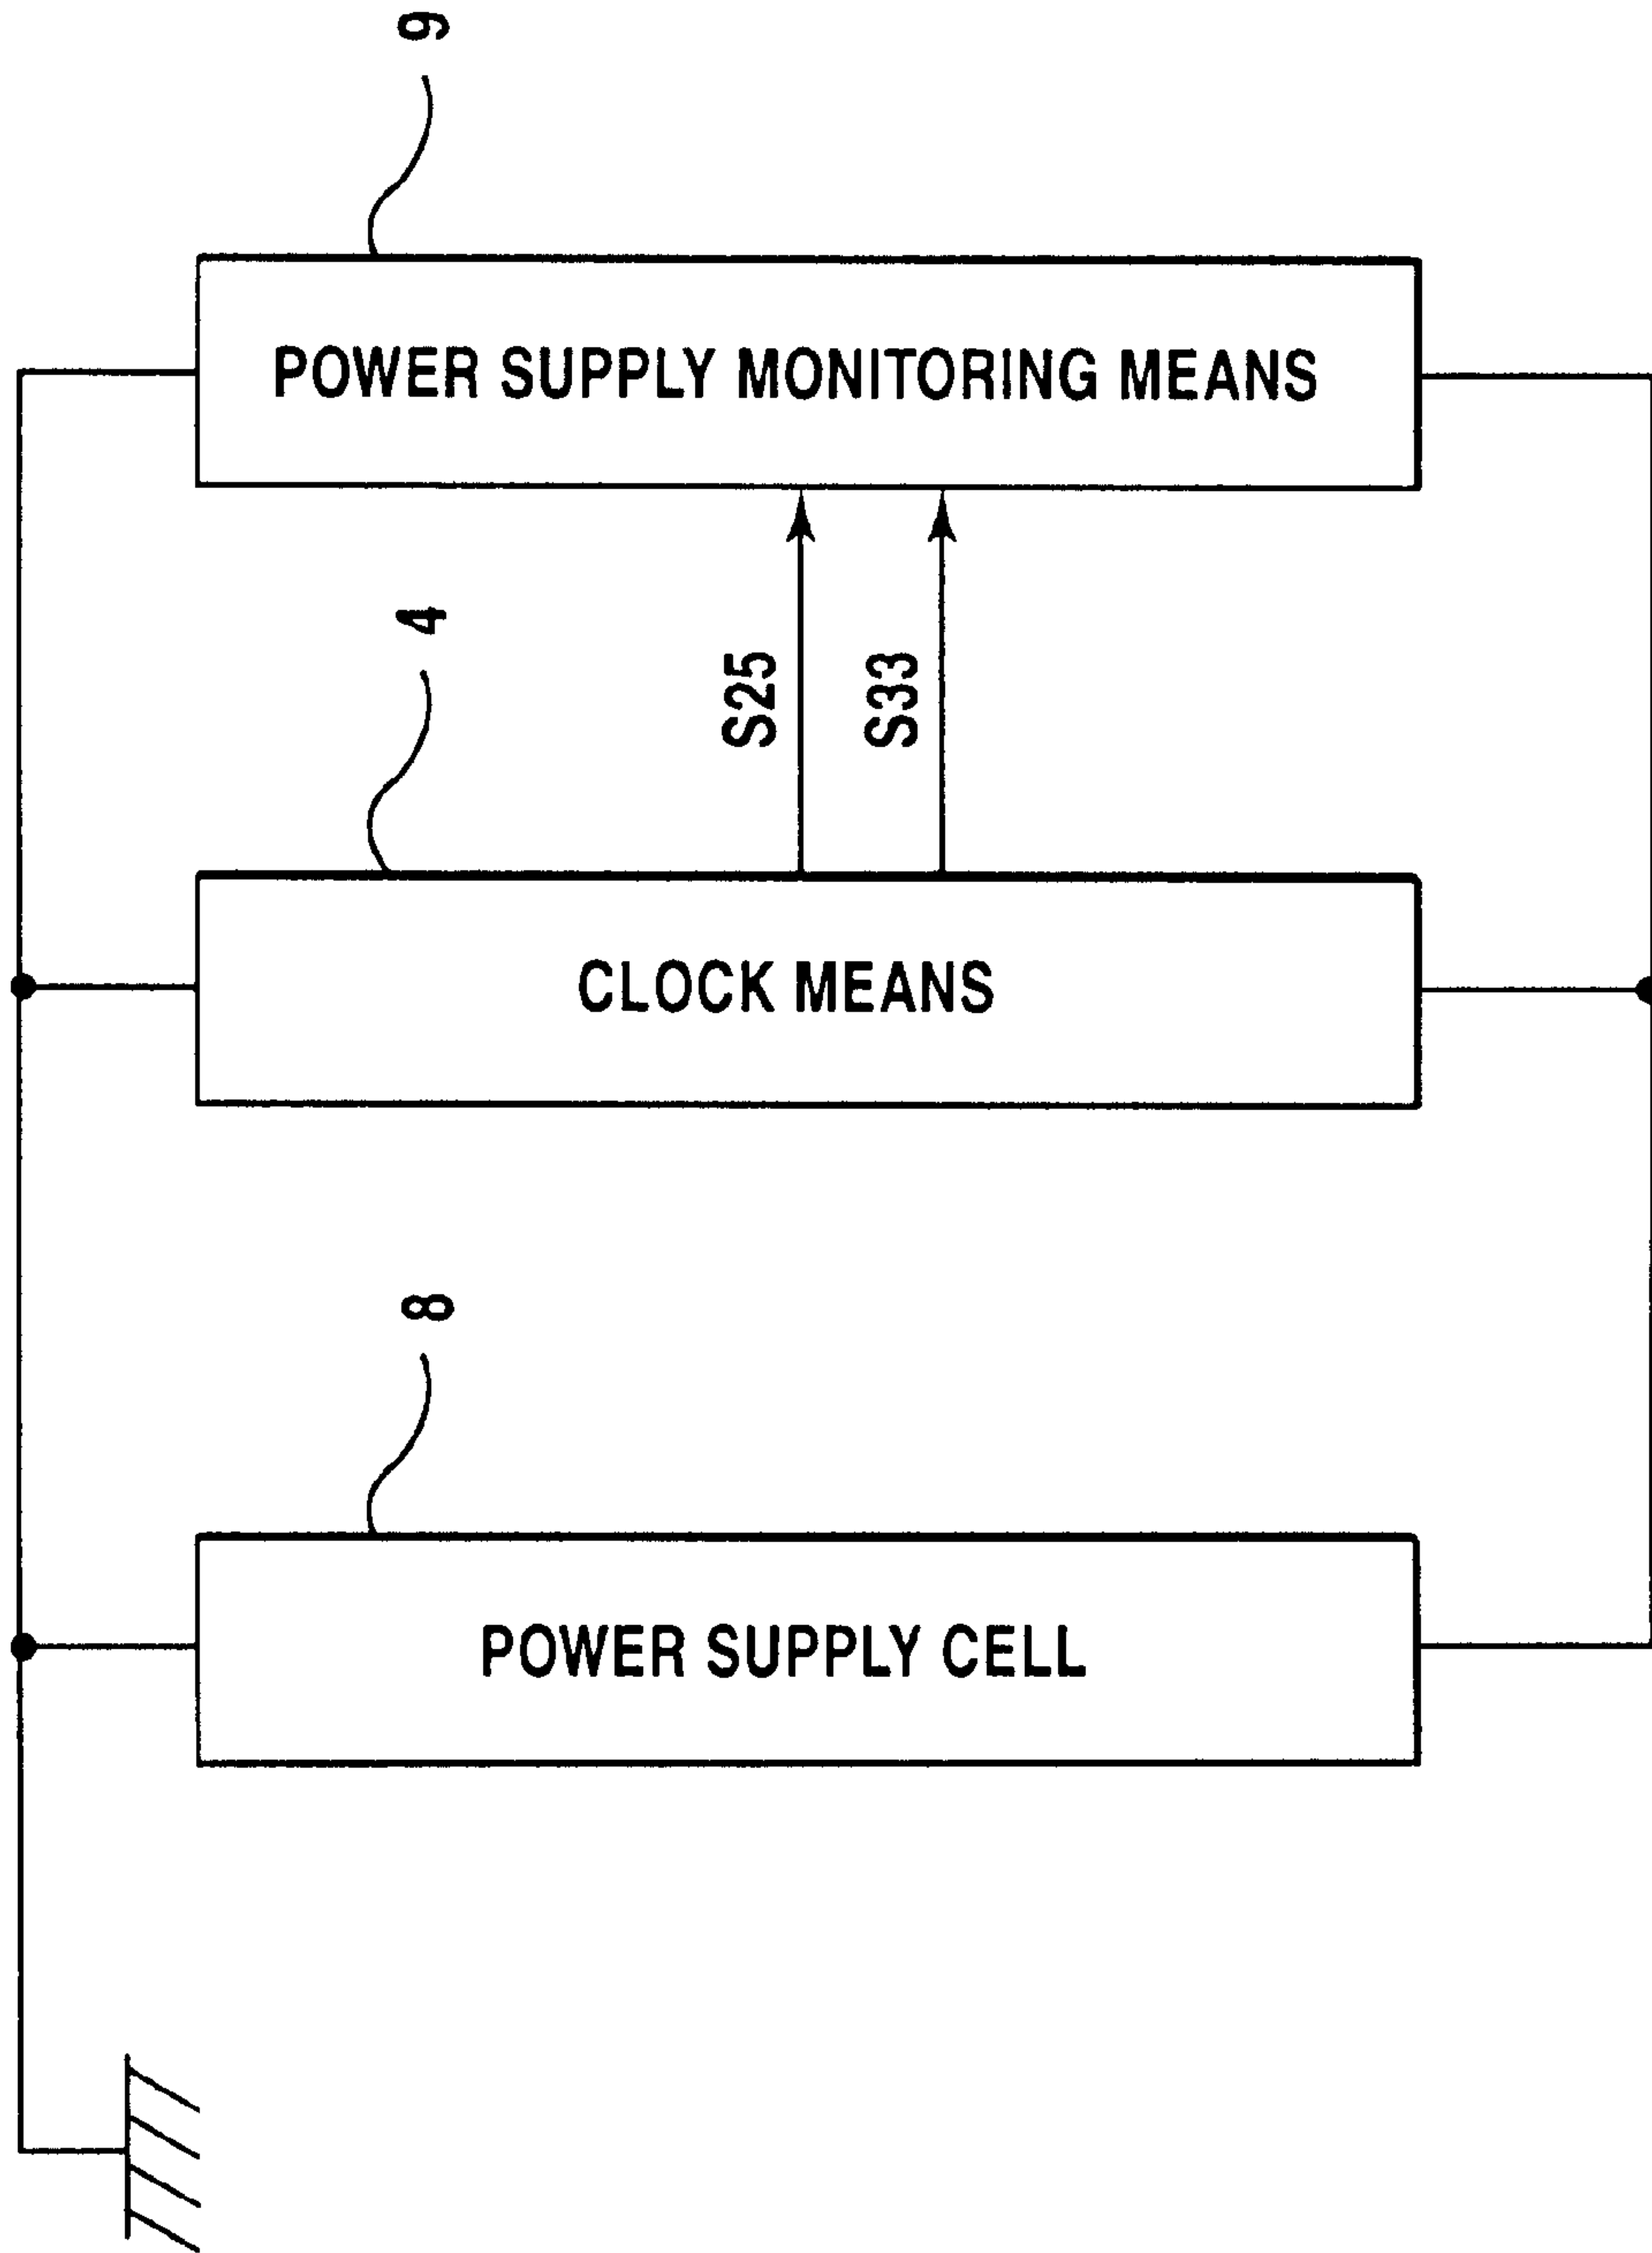 9
POWER SUPPLY MONITORING MEANS
4
S25
S33
CLOCK MEANS
8
POWER SUPPLY CELL